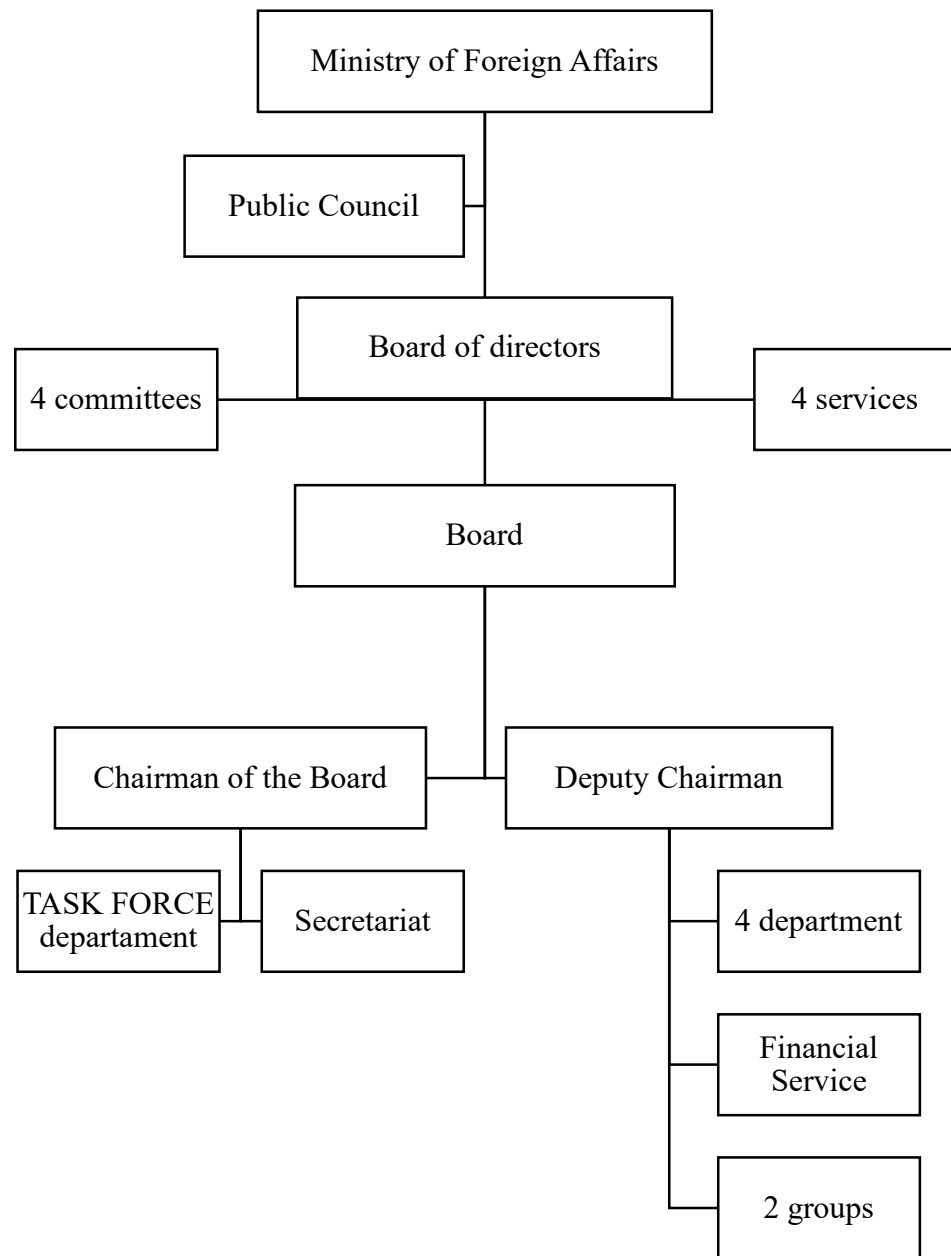 Ministry of Foreign Affairs
Public Council
Board of directors
4 committees
4 services
Board
Chairman of the Board
Deputy Chairman
TASK FORCE
departament
Secretariat
4 department
Financial
Service
2 groups